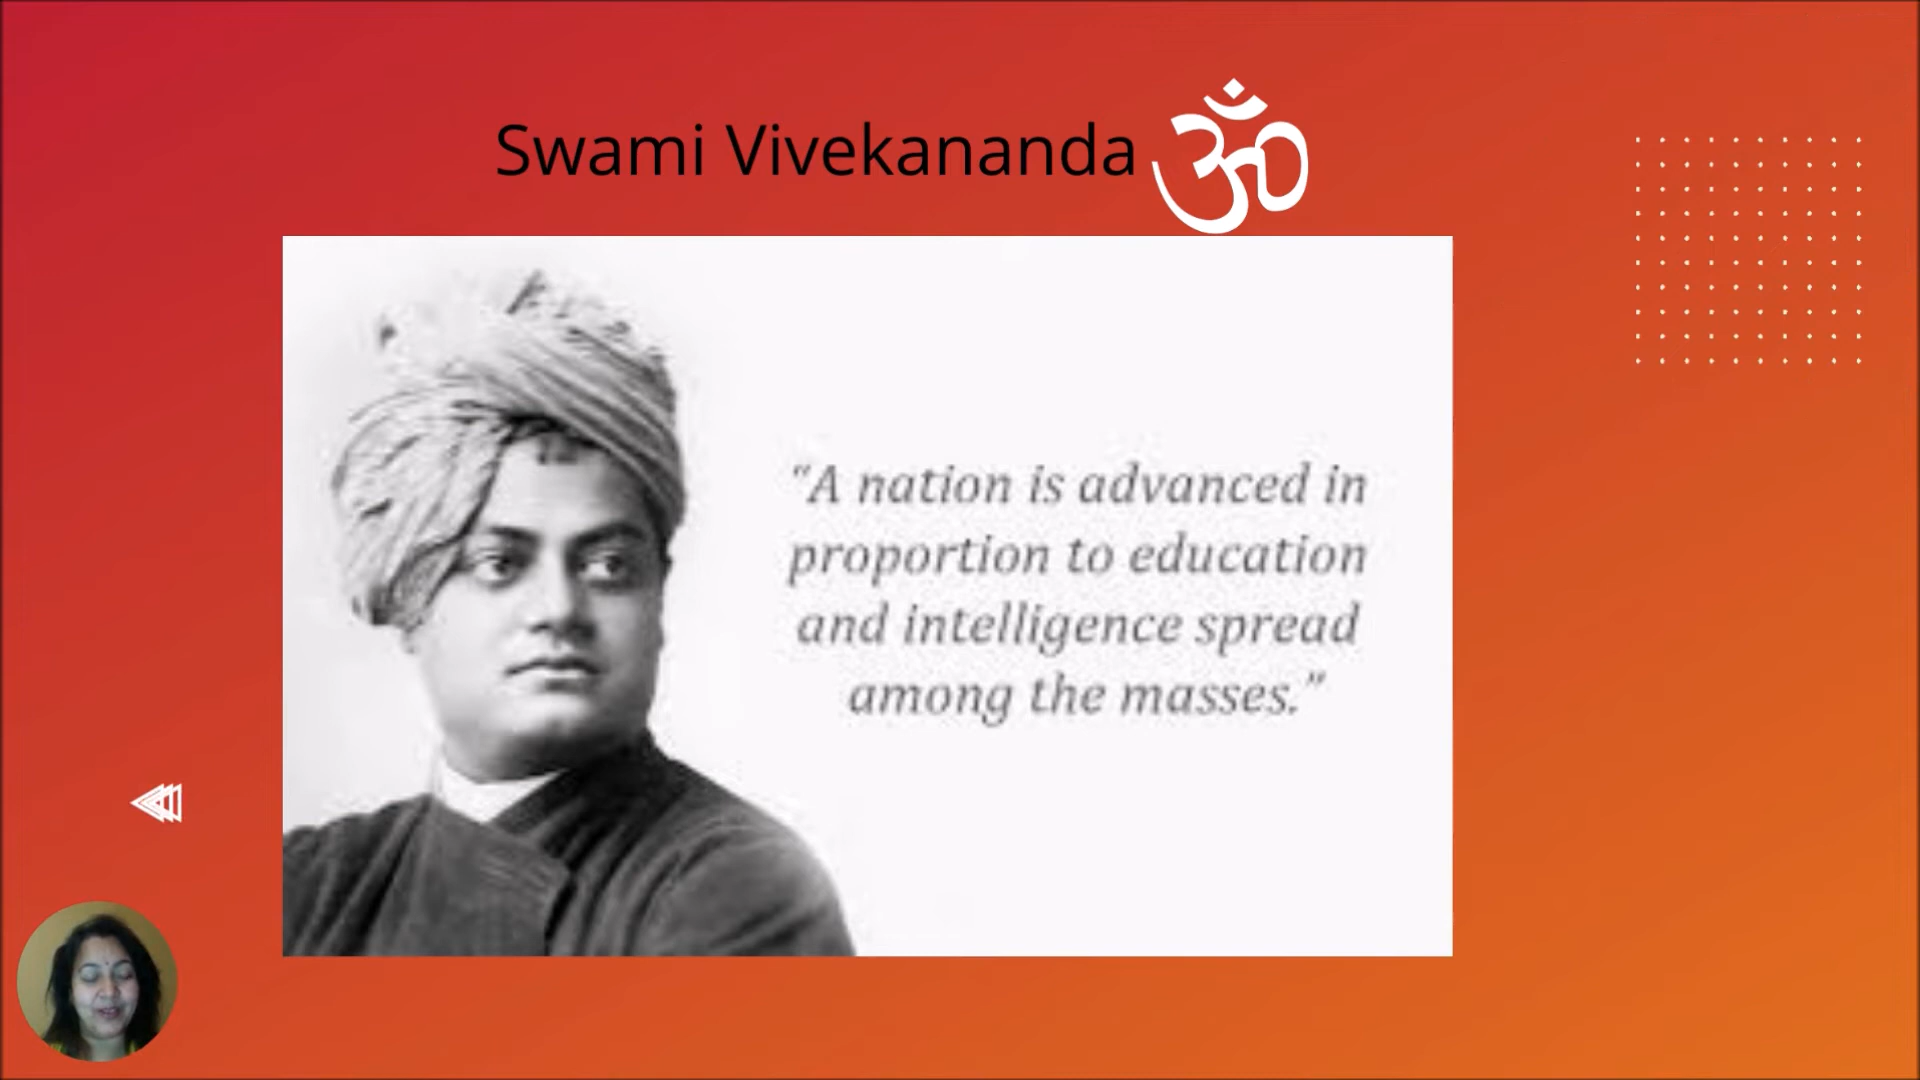 Swami Vivekananda ॐ
“A nation is advanced in
proportion to education
and intelligence spread
among the masses.”